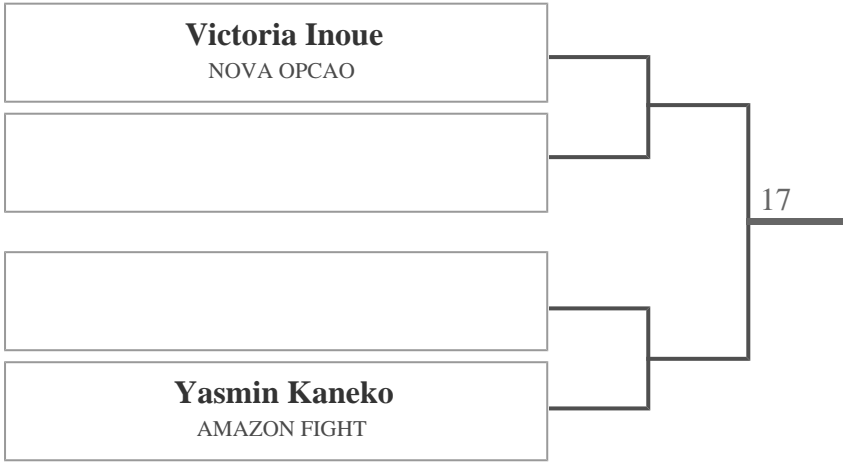 Victoria Inoue
NOVA OPCAO
17
Yasmin Kaneko
AMAZON FIGHT